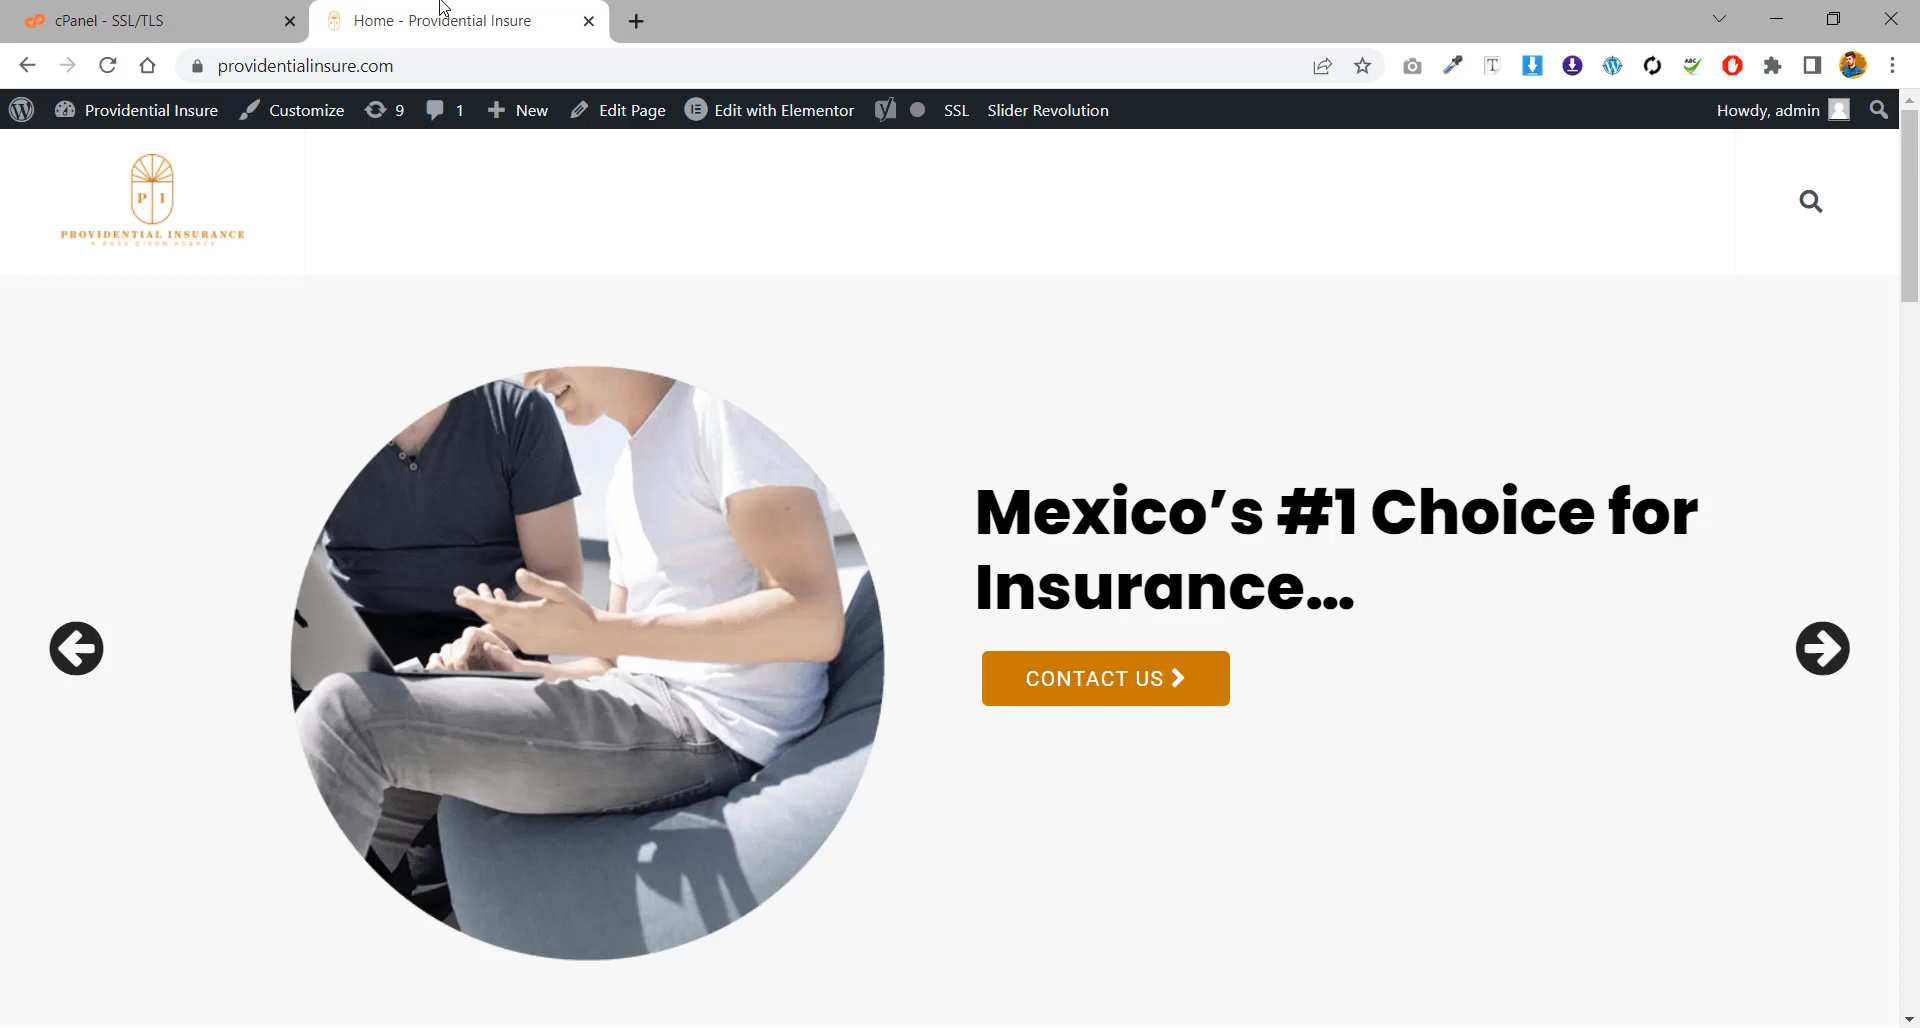 cPanel - SSL/TLS
Home - Providential Insure
providentialinsure.com
Providential Insure Customize 9 1 New Edit Page Edit with Elementor SSL Slider Revolution Howdy, admin
P I
PROVIDENTIAL INSURANCE
A ROSS DIXON AGENCY
Mexico’s #1 Choice for
Insurance...
CONTACT US